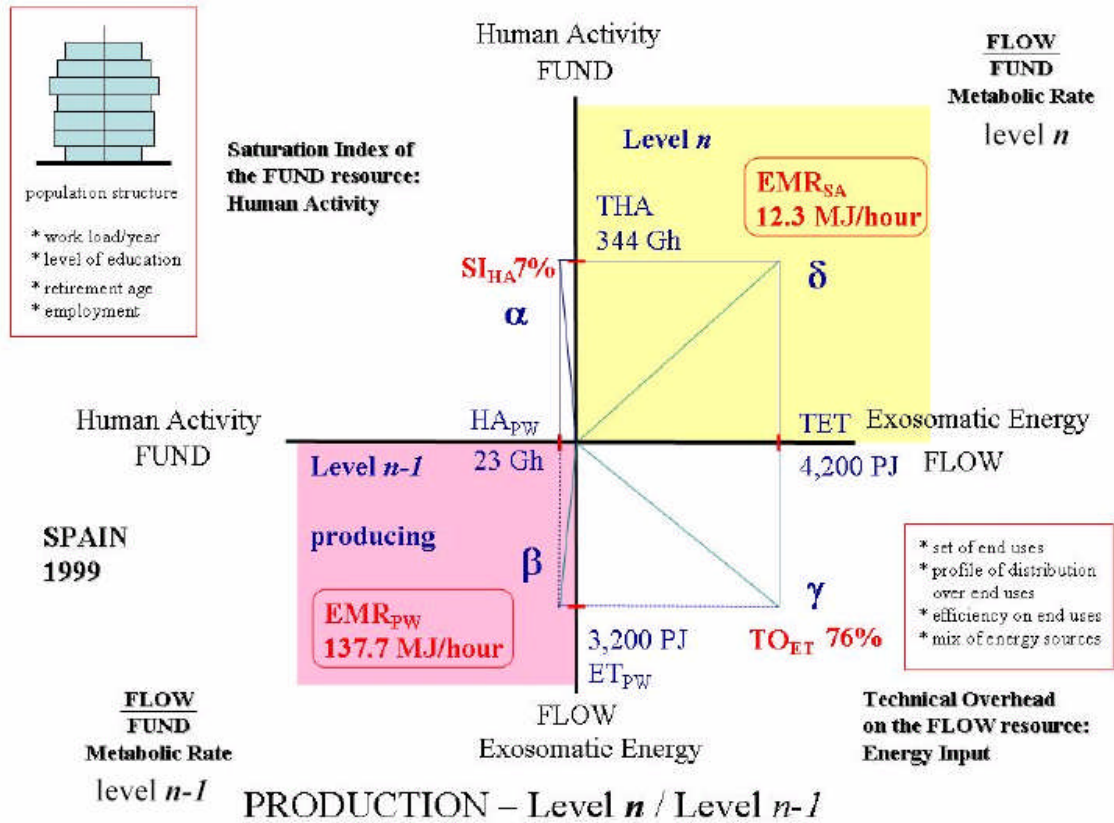 Human Activity
FUND
FLOW
FUND
Metabolic Rate
level n
population structure
* work load/year
* level of education
* retirement age
* employment
Saturation Index of
the FUND resource:
Human Activity
Level n
EMRSA
12.3 MJ/hour
THA
344 Gh
SIHA 7%
α
δ
Human Activity
FUND
HAPW
23 Gh
TET
4,200 PJ
Exosomatic Energy
FLOW
Level n-1
producing
SPAIN
1999
β
γ
EMRPW
137.7 MJ/hour
3,200 PJ
ETPW
TOET 76%
* set of end uses
* profile of distribution
over end uses
* efficiency on end uses
* mix of energy sources
FLOW
FUND
Metabolic Rate
level n-1
FLOW
Exosomatic Energy
Technical Overhead
on the FLOW resource:
Energy Input
PRODUCTION – Level n / Level n-1